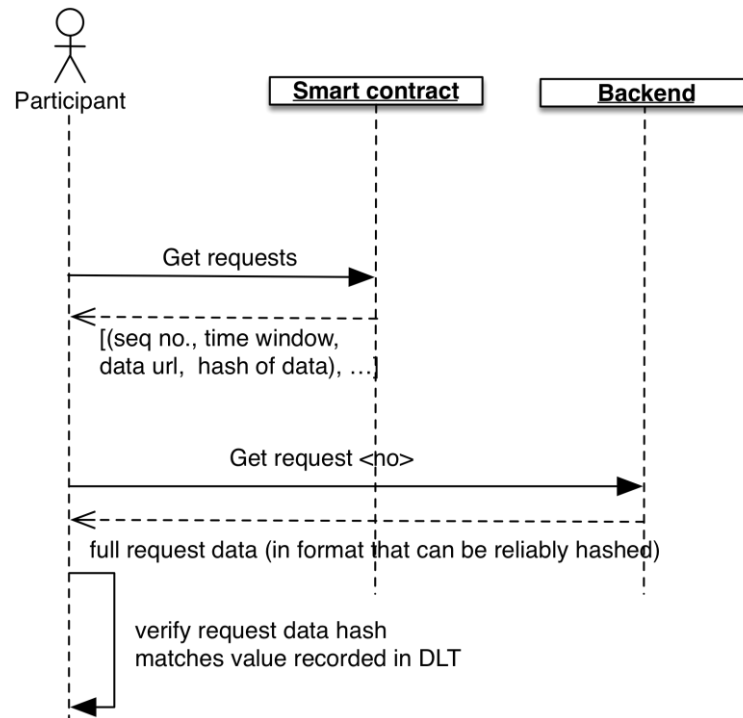 Participant
Smart contract
Backend
Get requests
[(seq no., time window,
data url, hash of data), …]
Get request <no>
full request data (in format that can be reliably hashed)
verify request data hash
matches value recorded in DLT